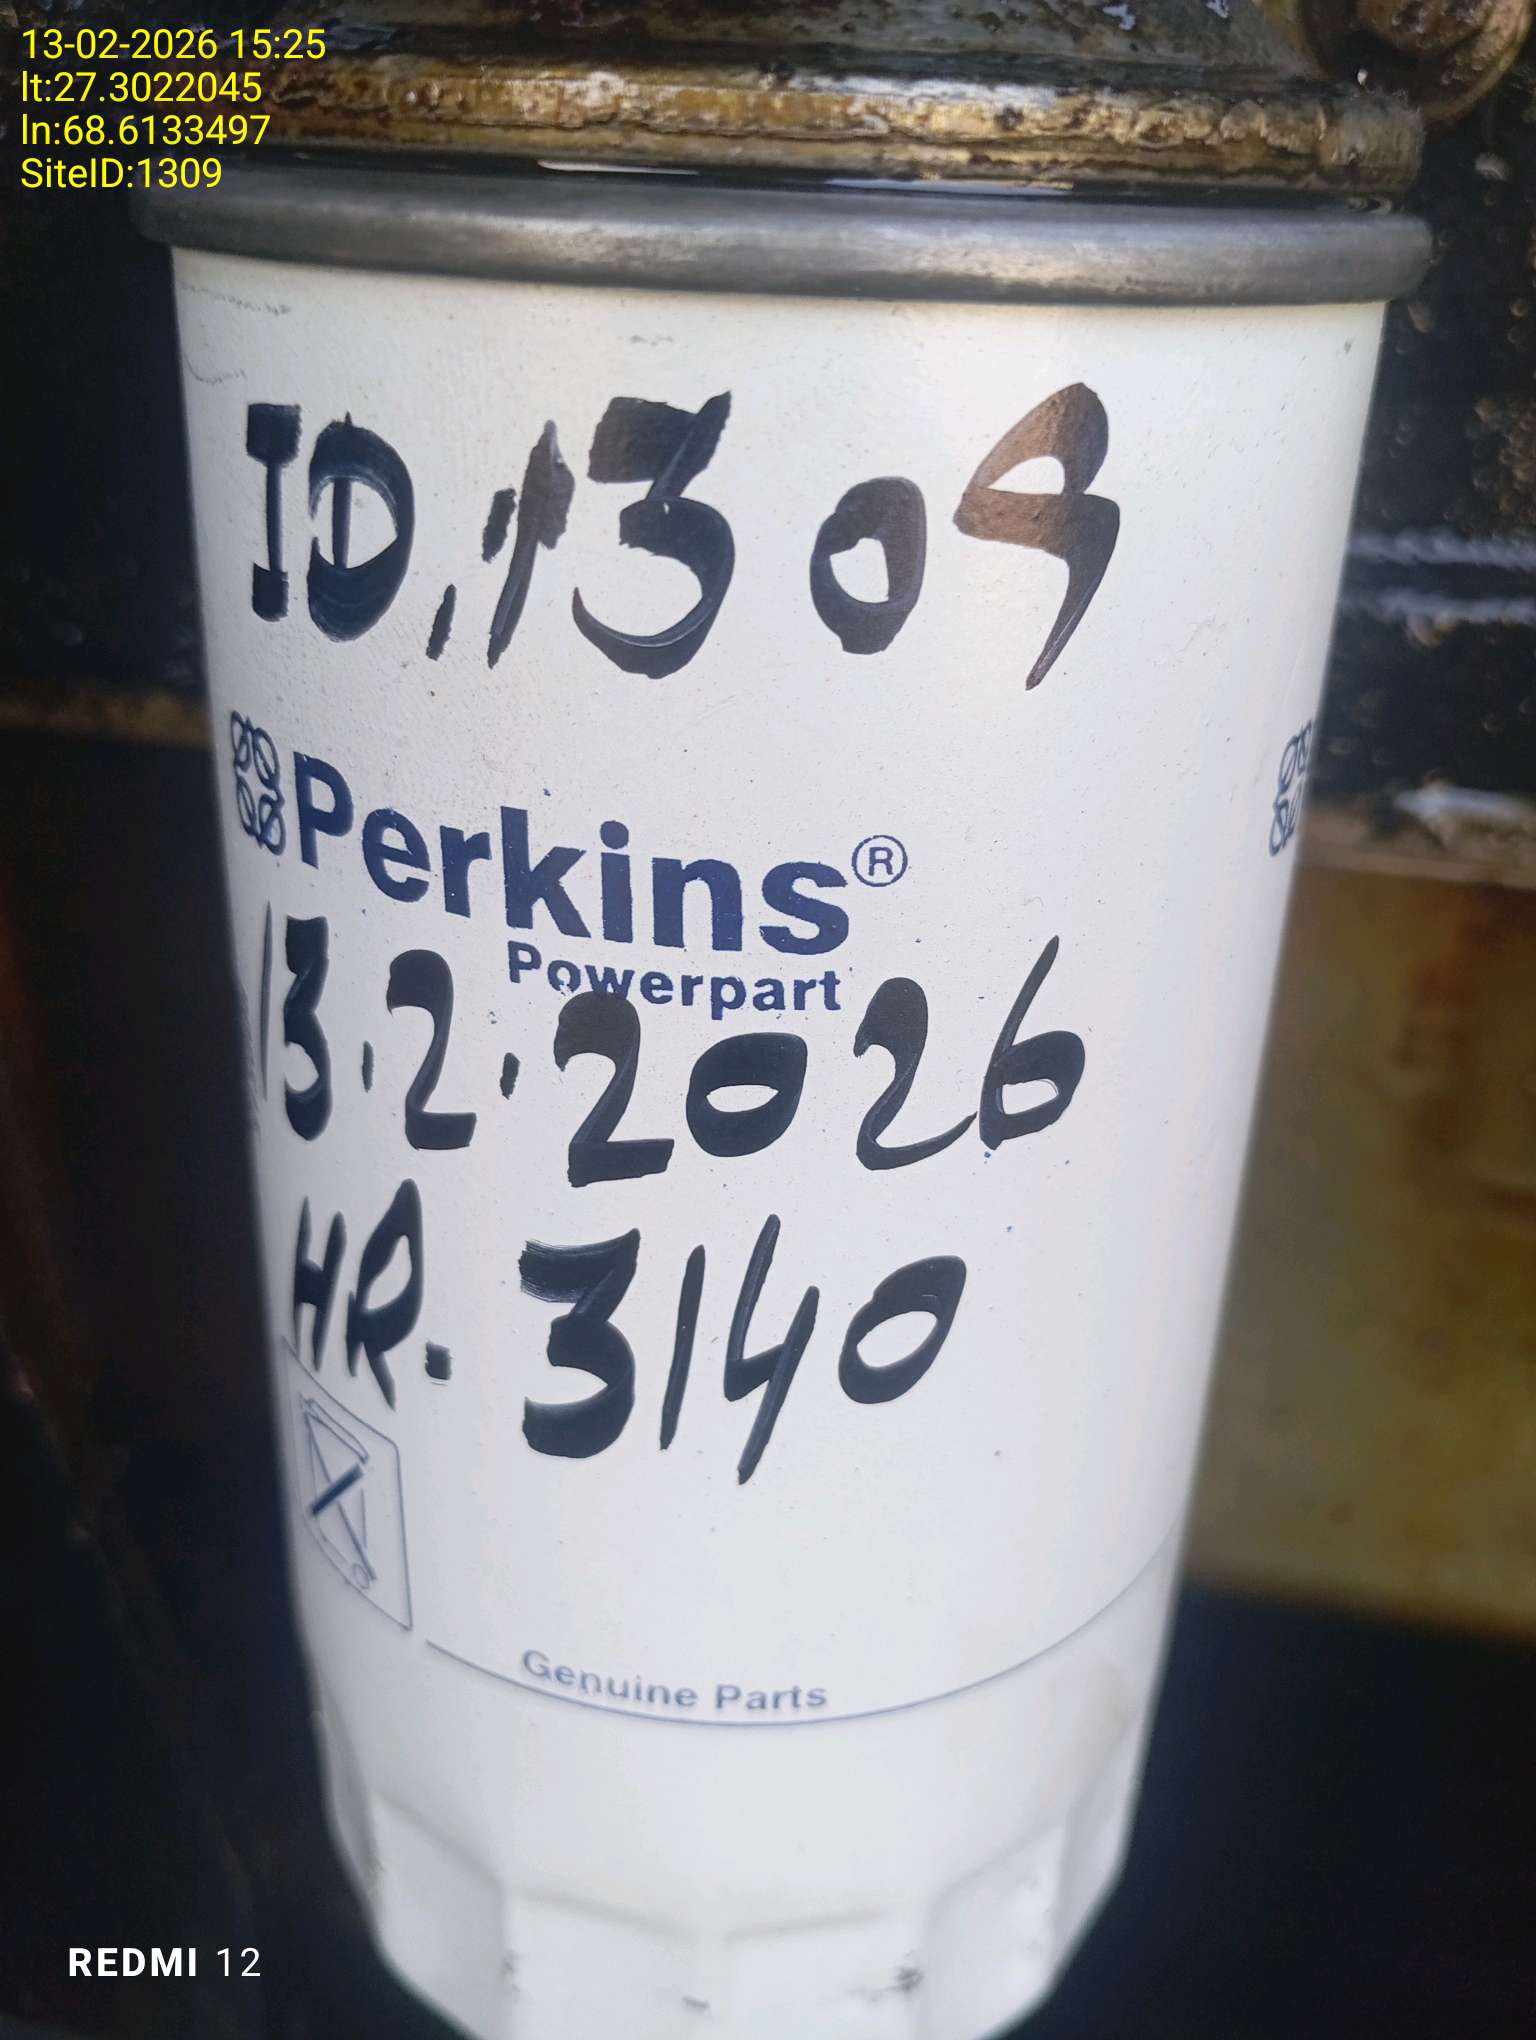 13-02-2026 15:25
lt:27.3022045
ln:68.6133497
SiteID:1309
ID,1309
Perkins®
Powerpart
13.2.2026
HR. 3140
Genuine Parts
REDMI 12